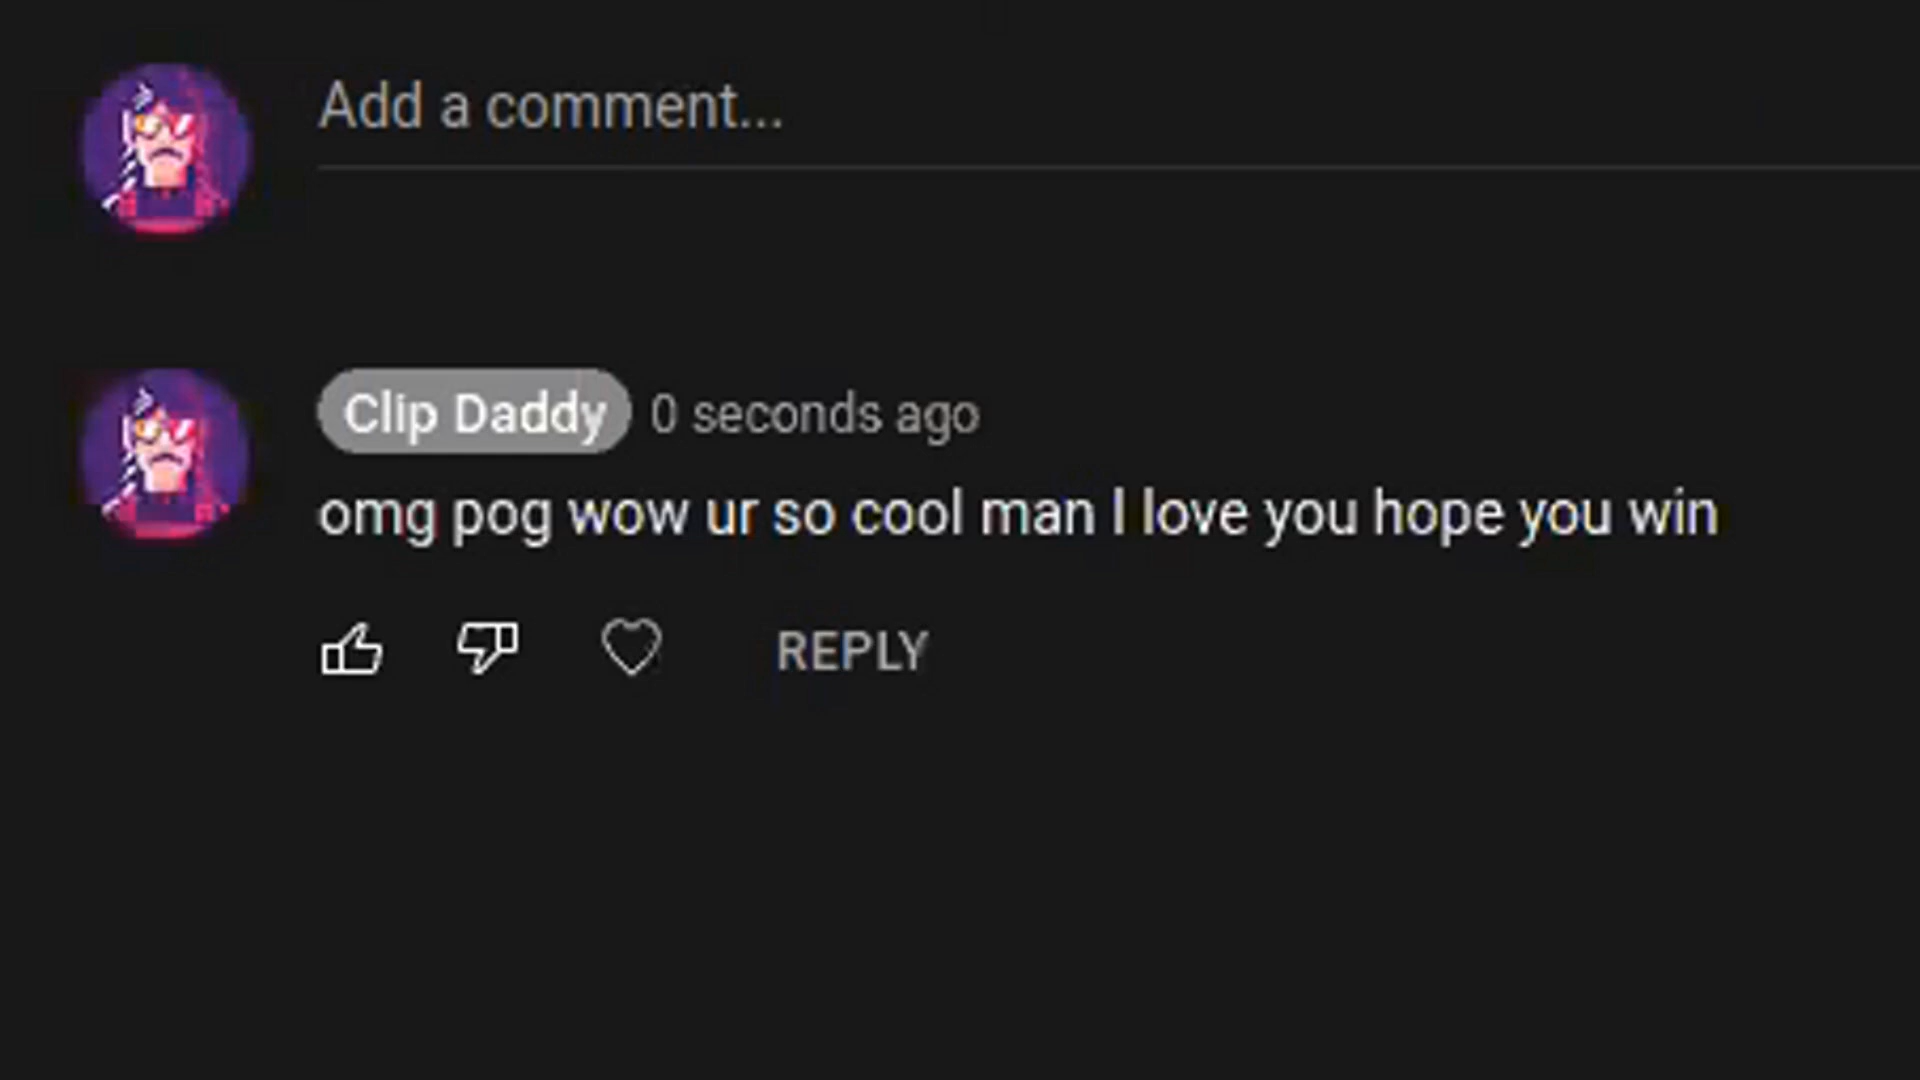 Add a comment...
Clip Daddy 0 seconds ago
omg pog wow ur so cool man I love you hope you win
REPLY